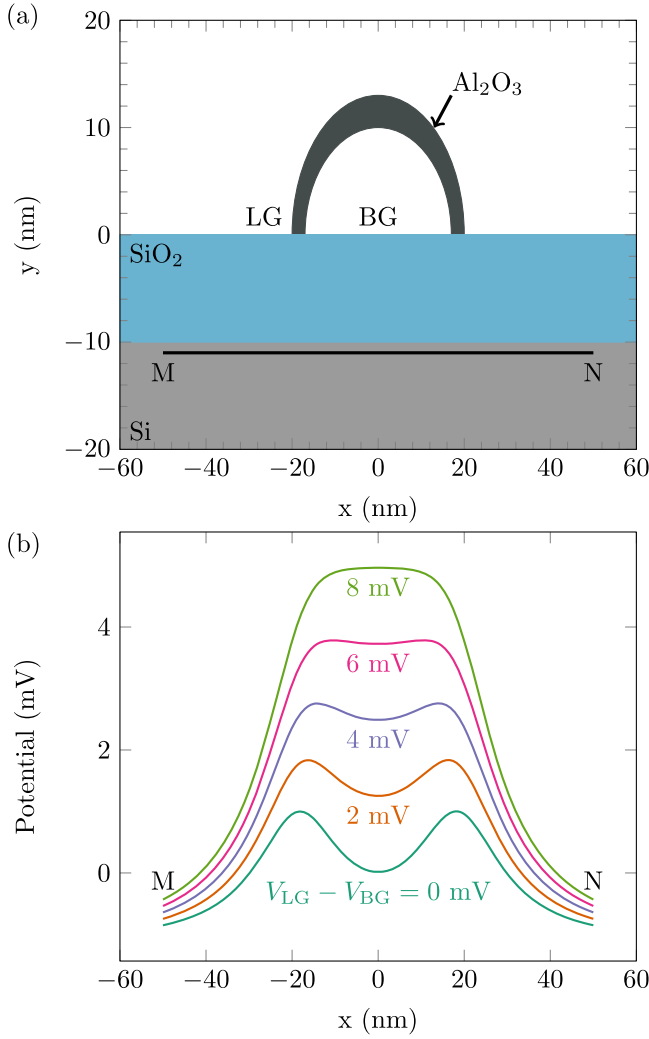 (a)
20
10
0
−10
−20
y (nm)
Al₂O₃
LG
BG
SiO₂
M
N
Si
−60
−40
−20
0
20
40
60
x (nm)
(b)
4
2
0
Potential (mV)
8 mV
6 mV
4 mV
2 mV
M
N
V_LG − V_BG = 0 mV
−60
−40
−20
0
20
40
60
x (nm)